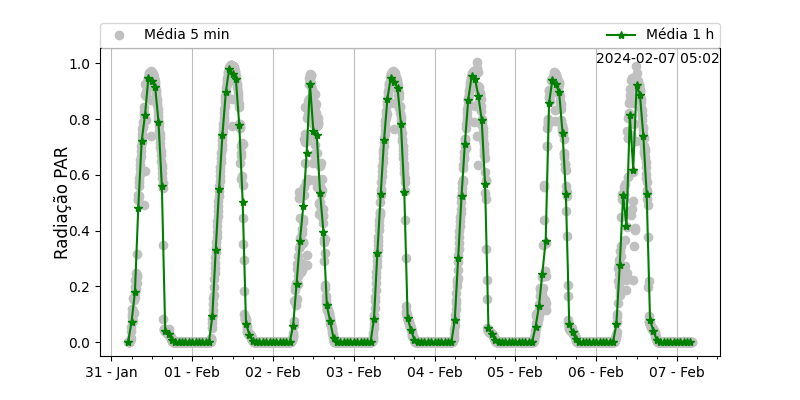 Média 5 min
Média 1 h
2024-02-07 05:02
Radiação PAR
1.0
0.8
0.6
0.4
0.2
0.0
31 - Jan
01 - Feb
02 - Feb
03 - Feb
04 - Feb
05 - Feb
06 - Feb
07 - Feb